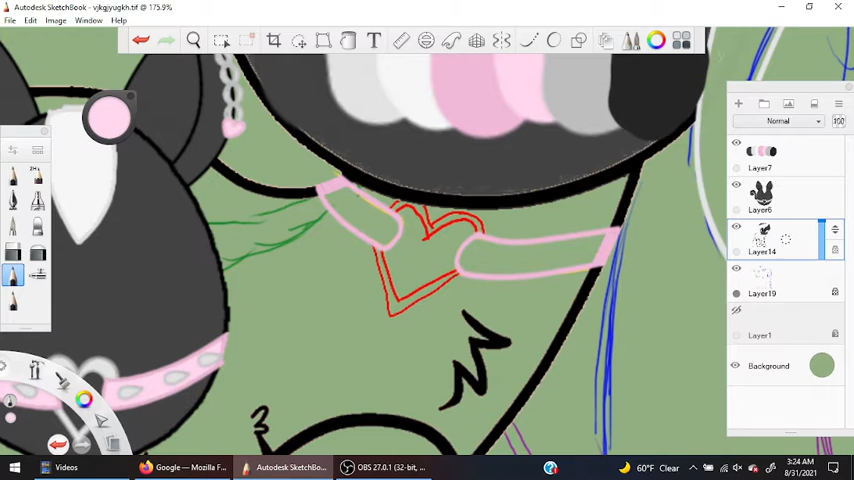 Autodesk SketchBook - vjkgjyugkh.tif @ 175.9%
File Edit Image Window Help
T
Normal 100
Layer7
Layer6
Layer14
Layer19
Layer1
Background
Videos Google — Mozilla F... Autodesk SketchBo... OBS 27.0.1 (32-bit, ... 60°F Clear 3:24 AM
8/31/2021